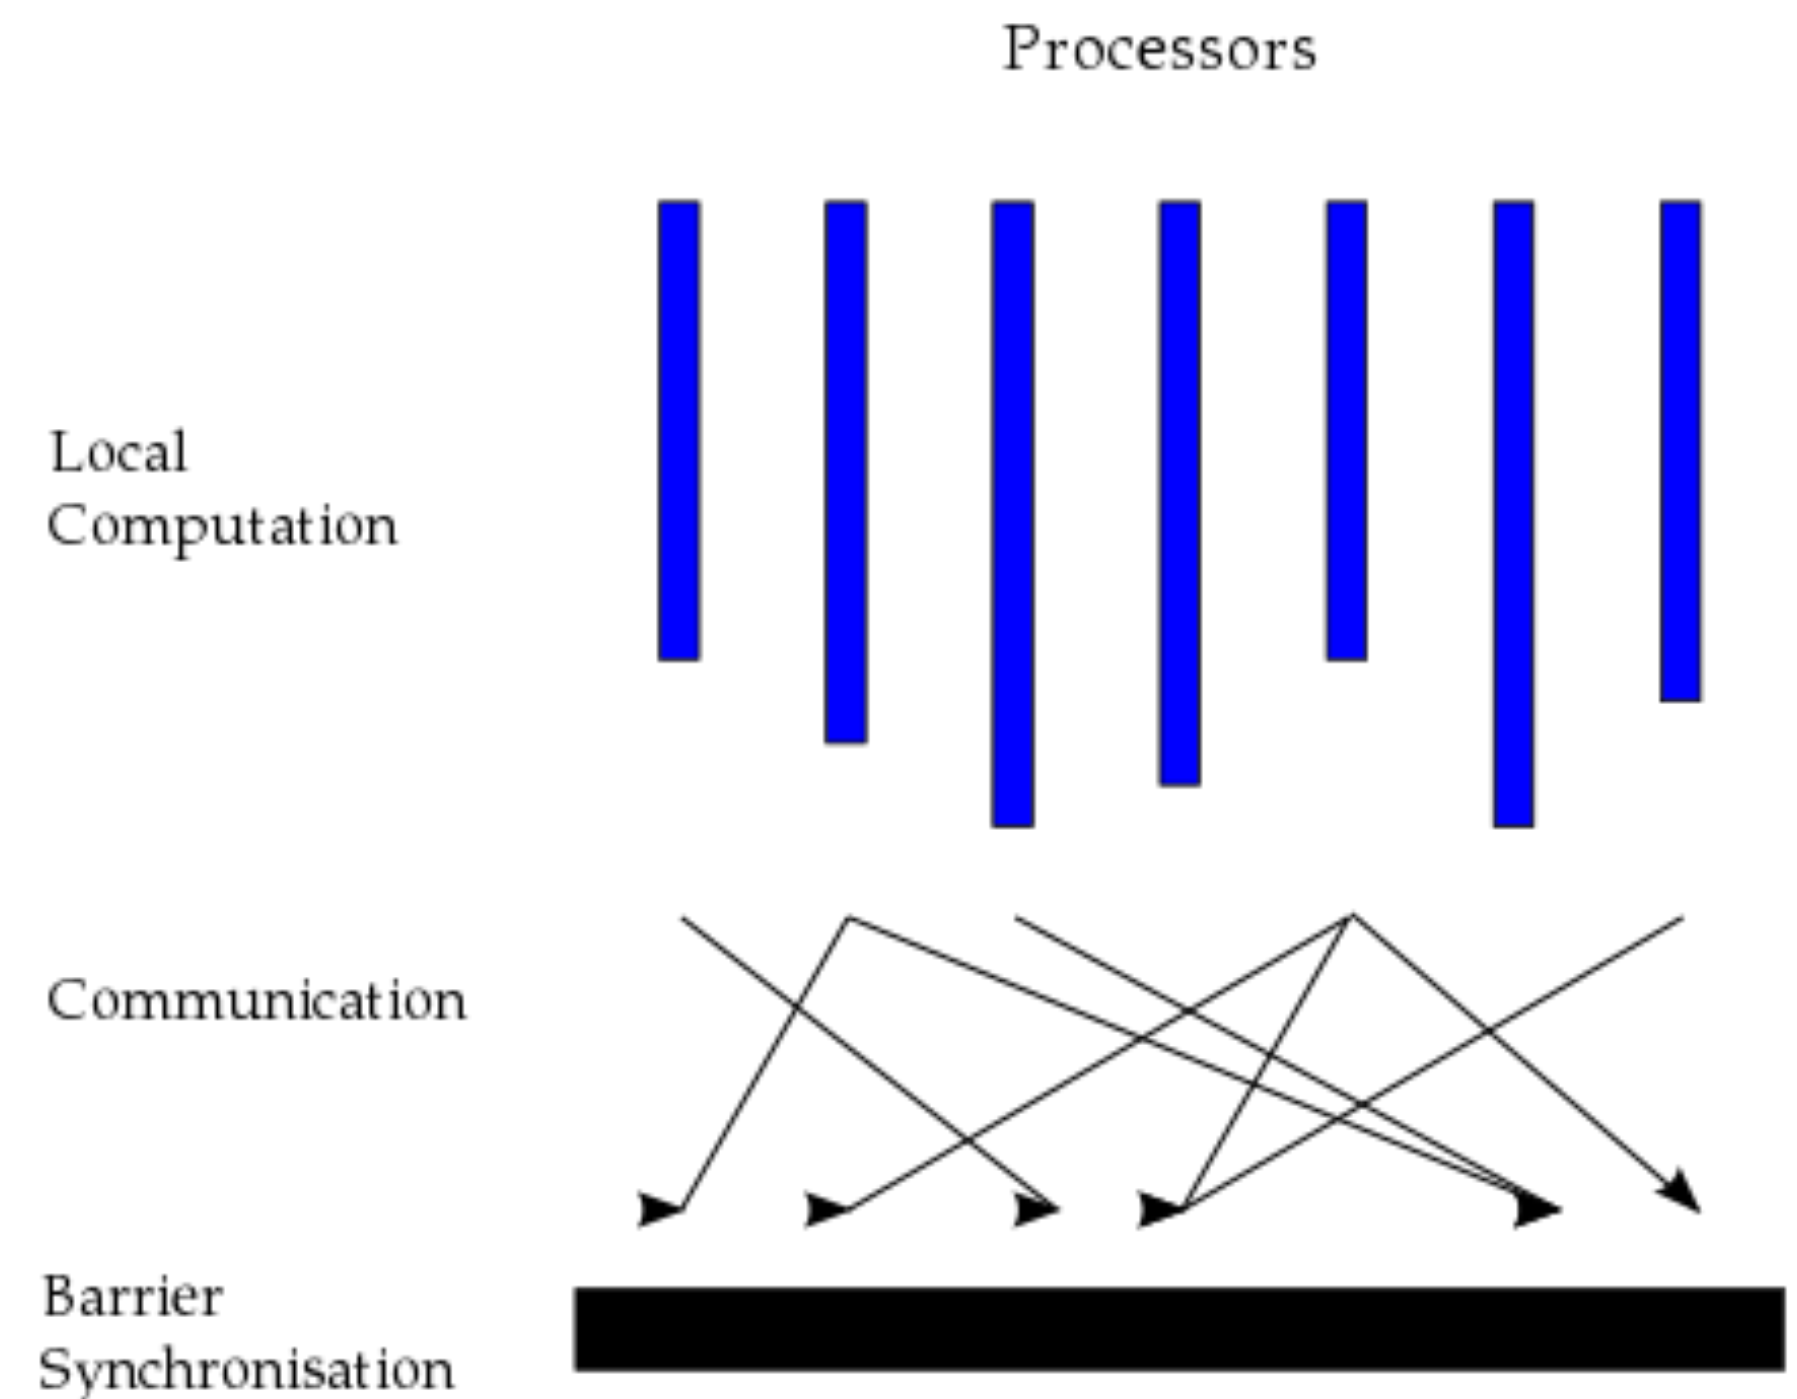 Processors
Local
Computation
Communication
Barrier
Synchronisation